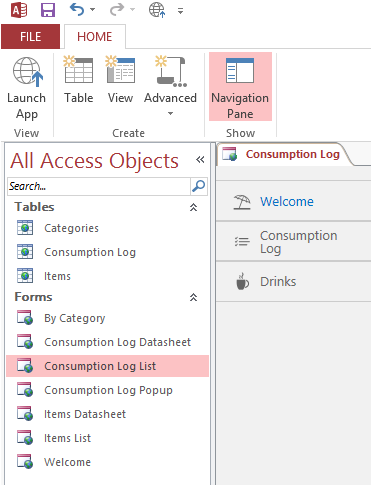 FILE
HOME
Launch
App
Table
View
Advanced
Navigation
Pane
View
Create
Show
All Access Objects
Search...
Tables
Categories
Consumption Log
Items
Forms
By Category
Consumption Log Datasheet
Consumption Log List
Consumption Log Popup
Items Datasheet
Items List
Welcome
Consumption Log
Welcome
Consumption
Log
Drinks